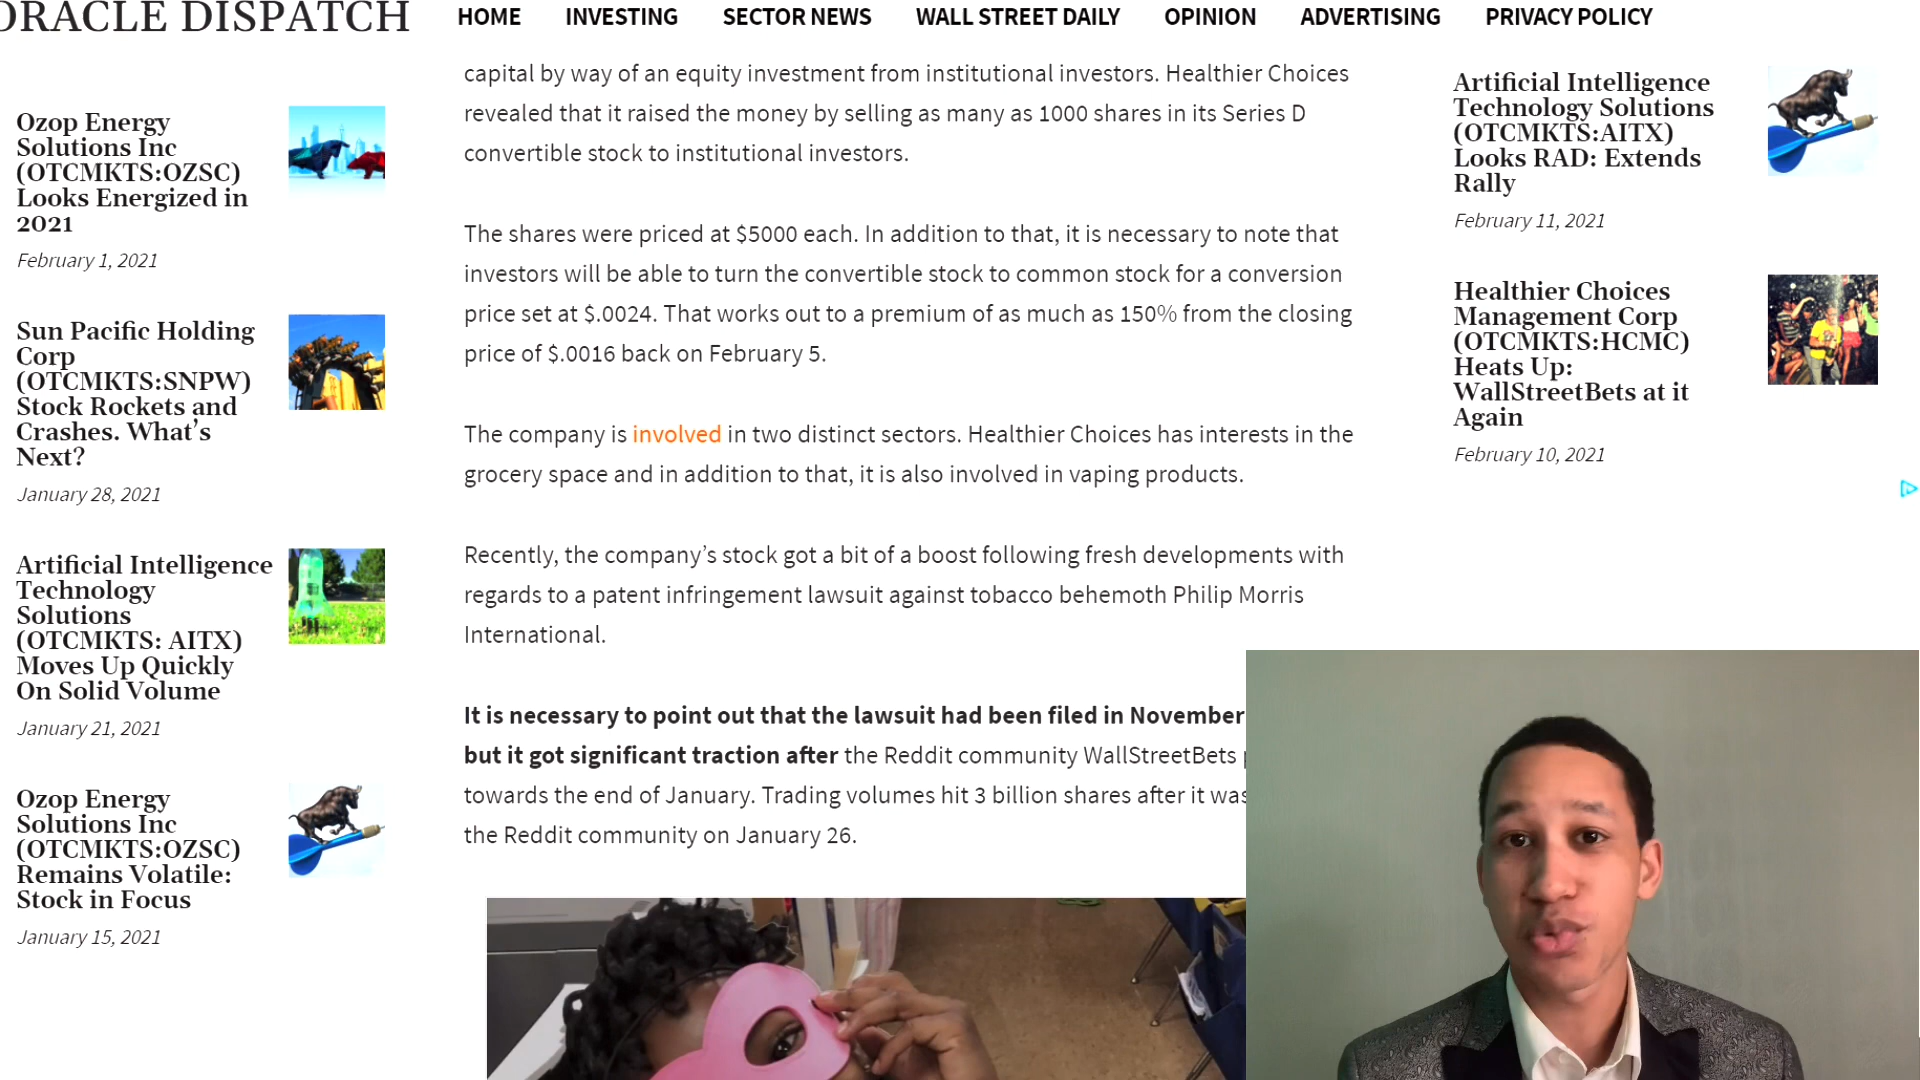 ORACLE DISPATCH
HOME INVESTING SECTOR NEWS WALL STREET DAILY OPINION ADVERTISING PRIVACY POLICY
Ozop Energy
Solutions Inc
(OTCMKTS:OZSC)
Looks Energized in
2021
February 1, 2021
Sun Pacific Holding
Corp
(OTCMKTS:SNPW)
Stock Rockets and
Crashes. What’s
Next?
January 28, 2021
Artificial Intelligence
Technology
Solutions
(OTCMKTS: AITX)
Moves Up Quickly
On Solid Volume
January 21, 2021
Ozop Energy
Solutions Inc
(OTCMKTS:OZSC)
Remains Volatile:
Stock in Focus
January 15, 2021
capital by way of an equity investment from institutional investors. Healthier Choices
revealed that it raised the money by selling as many as 1000 shares in its Series D
convertible stock to institutional investors.
The shares were priced at $5000 each. In addition to that, it is necessary to note that
investors will be able to turn the convertible stock to common stock for a conversion
price set at $.0024. That works out to a premium of as much as 150% from the closing
price of $.0016 back on February 5.
The company is involved in two distinct sectors. Healthier Choices has interests in the
grocery space and in addition to that, it is also involved in vaping products.
Recently, the company’s stock got a bit of a boost following fresh developments with
regards to a patent infringement lawsuit against tobacco behemoth Philip Morris
International.
It is necessary to point out that the lawsuit had been filed in November
but it got significant traction after the Reddit community WallStreetBets
towards the end of January. Trading volumes hit 3 billion shares after it was
the Reddit community on January 26.
Artificial Intelligence
Technology Solutions
(OTCMKTS:AITX)
Looks RAD: Extends
Rally
February 11, 2021
Healthier Choices
Management Corp
(OTCMKTS:HCMC)
Heats Up:
WallStreetBets at it
Again
February 10, 2021